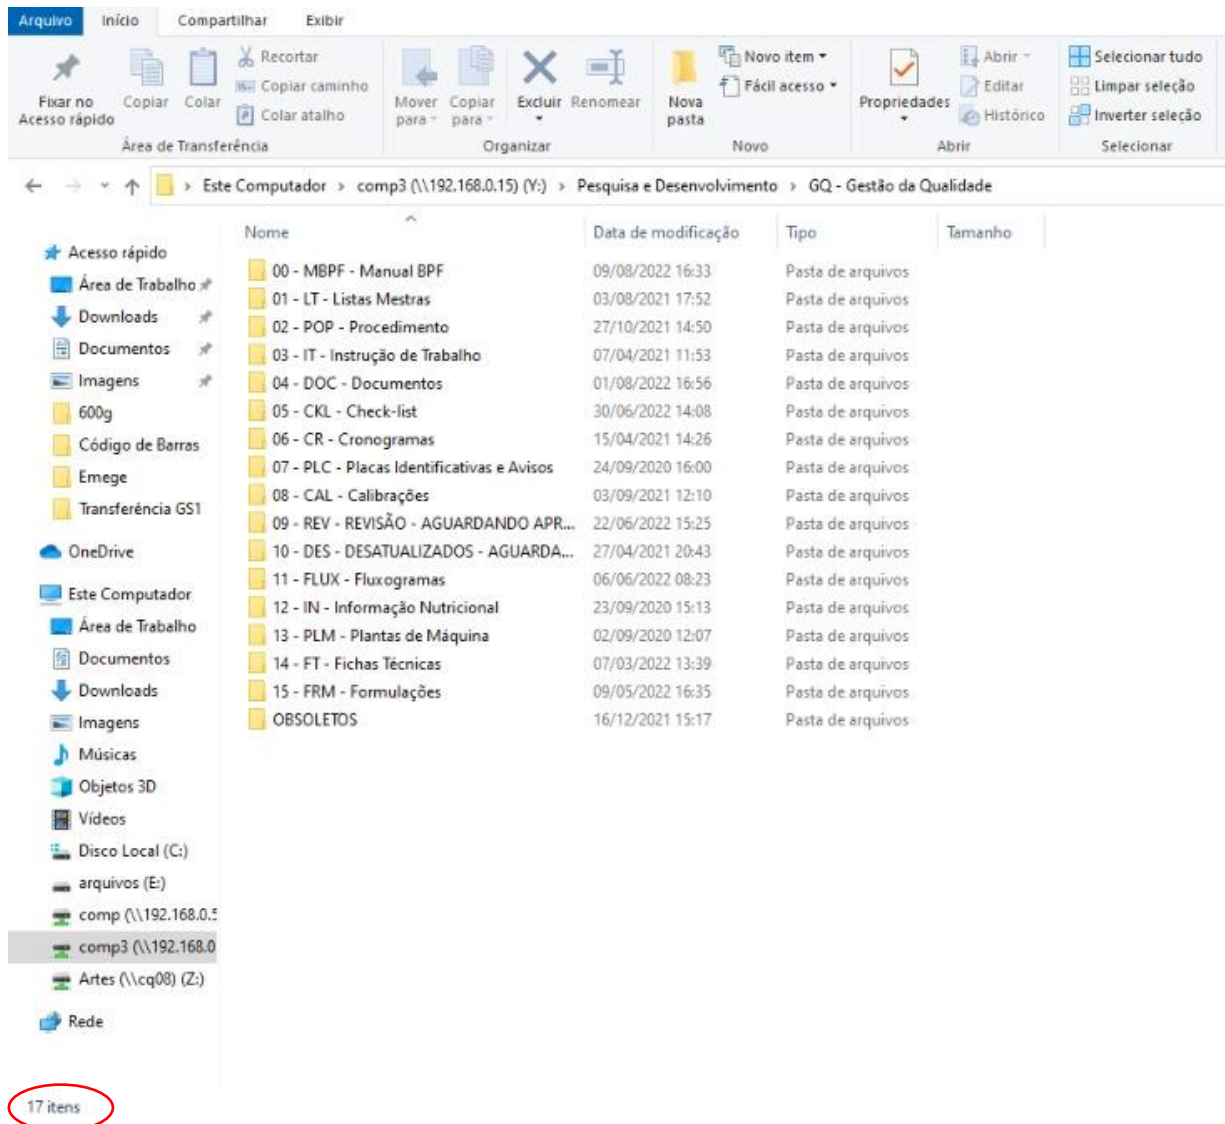 Arquivo Início Compartilhar Exibir
Fixar no Acesso rápido
Copiar
Colar
Recortar
Copiar caminho
Colar atalho
Mover para
Copiar para
Excluir
Renomear
Nova pasta
Novo item
Fácil acesso
Propriedades
Abrir
Editar
Histórico
Selecionar tudo
Limpar seleção
Inverter seleção
Área de Transferência Organizar Novo Abrir Selecionar
Este Computador > comp3 (\\192.168.0.15) (Y:) > Pesquisa e Desenvolvimento > GQ - Gestão da Qualidade
Acesso rápido
Área de Trabalho
Downloads
Documentos
Imagens
600g
Código de Barras
Emege
Transferência GS1
OneDrive
Este Computador
Área de Trabalho
Documentos
Downloads
Imagens
Músicas
Objetos 3D
Vídeos
Disco Local (C:)
arquivos (E:)
comp (\\192.168.0.5
comp3 (\\192.168.0
Artes (\\cq08) (Z:)
Rede
Nome Data de modificação Tipo Tamanho
00 - MBPF - Manual BPF 09/08/2022 16:33 Pasta de arquivos
01 - LT - Listas Mestras 03/08/2021 17:52 Pasta de arquivos
02 - POP - Procedimento 27/10/2021 14:50 Pasta de arquivos
03 - IT - Instrução de Trabalho 07/04/2021 11:53 Pasta de arquivos
04 - DOC - Documentos 01/08/2022 16:56 Pasta de arquivos
05 - CKL - Check-list 30/06/2022 14:08 Pasta de arquivos
06 - CR - Cronogramas 15/04/2021 14:26 Pasta de arquivos
07 - PLC - Placas Identificativas e Avisos 24/09/2020 16:00 Pasta de arquivos
08 - CAL - Calibrações 03/09/2021 12:10 Pasta de arquivos
09 - REV - REVISÃO - AGUARDANDO APR... 22/06/2022 15:25 Pasta de arquivos
10 - DES - DESATUALIZADOS - AGUARDA... 27/04/2021 20:43 Pasta de arquivos
11 - FLUX - Fluxogramas 06/06/2022 08:23 Pasta de arquivos
12 - IN - Informação Nutricional 23/09/2020 15:13 Pasta de arquivos
13 - PLM - Plantas de Máquina 02/09/2020 12:07 Pasta de arquivos
14 - FT - Fichas Técnicas 07/03/2022 13:39 Pasta de arquivos
15 - FRM - Formulações 09/05/2022 16:35 Pasta de arquivos
OBSOLETOS 16/12/2021 15:17 Pasta de arquivos
17 itens